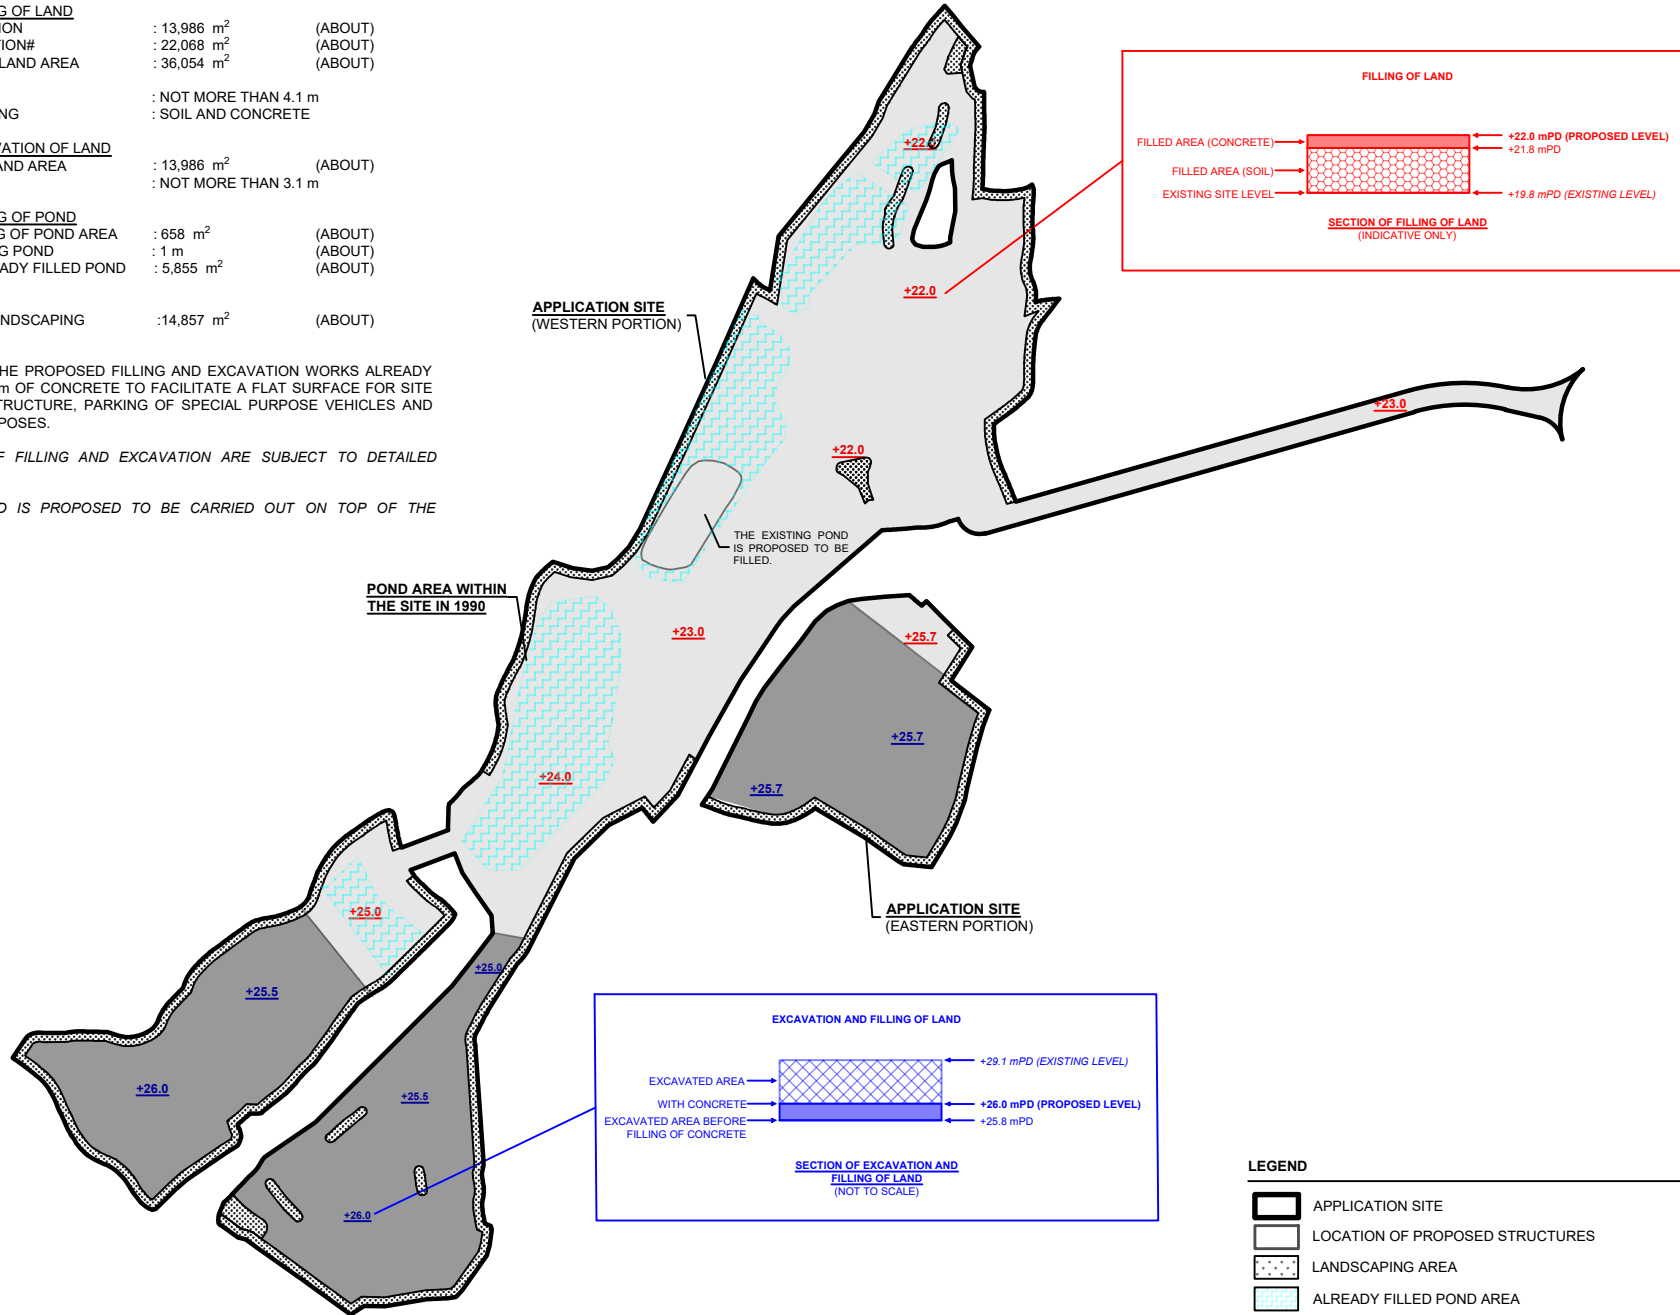 G OF LAND
ION : 13,986 m² (ABOUT)
TION# : 22,068 m² (ABOUT)
LAND AREA : 36,054 m² (ABOUT)
: NOT MORE THAN 4.1 m
NG : SOIL AND CONCRETE
VATION OF LAND
AND AREA : 13,986 m² (ABOUT)
: NOT MORE THAN 3.1 m
G OF POND
G OF POND AREA : 658 m² (ABOUT)
G POND : 1 m (ABOUT)
ADY FILLED POND : 5,855 m² (ABOUT)
NDSCAPING :14,857 m² (ABOUT)
HE PROPOSED FILLING AND EXCAVATION WORKS ALREADY
m OF CONCRETE TO FACILITATE A FLAT SURFACE FOR SITE
TRUCTURE, PARKING OF SPECIAL PURPOSE VEHICLES AND
POSES.
F FILLING AND EXCAVATION ARE SUBJECT TO DETAILED
D IS PROPOSED TO BE CARRIED OUT ON TOP OF THE
FILLING OF LAND
FILLED AREA (CONCRETE)
FILLED AREA (SOIL)
EXISTING SITE LEVEL
+22.0 mPD (PROPOSED LEVEL)
+21.8 mPD
+19.8 mPD (EXISTING LEVEL)
SECTION OF FILLING OF LAND
(INDICATIVE ONLY)
+22.0
APPLICATION SITE
(WESTERN PORTION)
+23.0
+22.0
THE EXISTING POND
IS PROPOSED TO BE
FILLED.
POND AREA WITHIN
THE SITE IN 1990
+23.0
+25.7
+25.7
+24.0
+25.7
+25.0
APPLICATION SITE
(EASTERN PORTION)
+25.0
+25.5
+26.0
+25.5
+26.0
EXCAVATION AND FILLING OF LAND
EXCAVATED AREA
WITH CONCRETE
EXCAVATED AREA BEFORE
FILLING OF CONCRETE
+29.1 mPD (EXISTING LEVEL)
+26.0 mPD (PROPOSED LEVEL)
+25.8 mPD
SECTION OF EXCAVATION AND
FILLING OF LAND
(NOT TO SCALE)
LEGEND
APPLICATION SITE
LOCATION OF PROPOSED STRUCTURES
LANDSCAPING AREA
ALREADY FILLED POND AREA